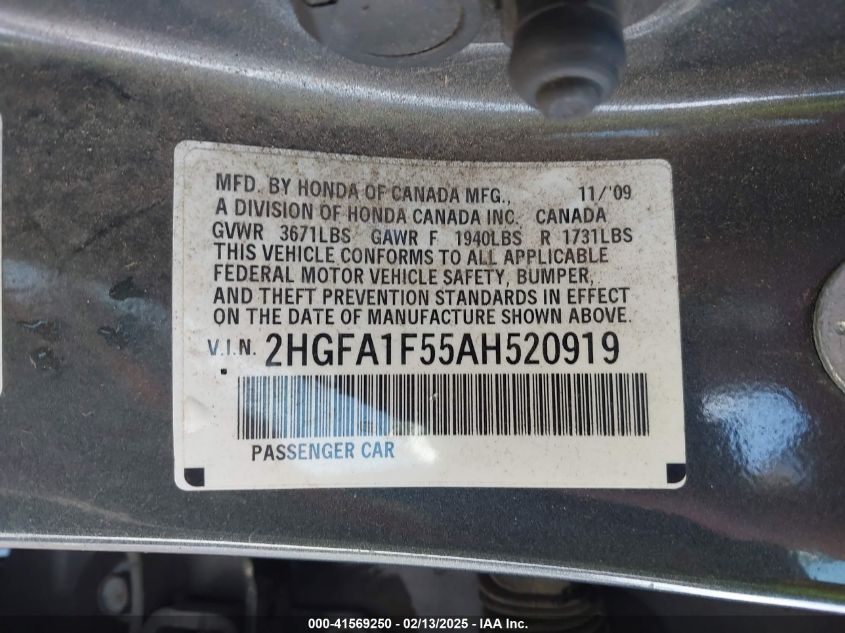 MFD. BY HONDA OF CANADA MFG., 11/'09
A DIVISION OF HONDA CANADA INC. CANADA
GVWR 3671LBS GAWR F 1940LBS R 1731LBS
THIS VEHICLE CONFORMS TO ALL APPLICABLE
FEDERAL MOTOR VEHICLE SAFETY, BUMPER,
AND THEFT PREVENTION STANDARDS IN EFFECT
ON THE DATE OF MANUFACTURE SHOWN ABOVE.
V.I.N. 2HGFA1F55AH520919
PASSENGER CAR
000-41569250 - 02/13/2025 - IAA Inc.